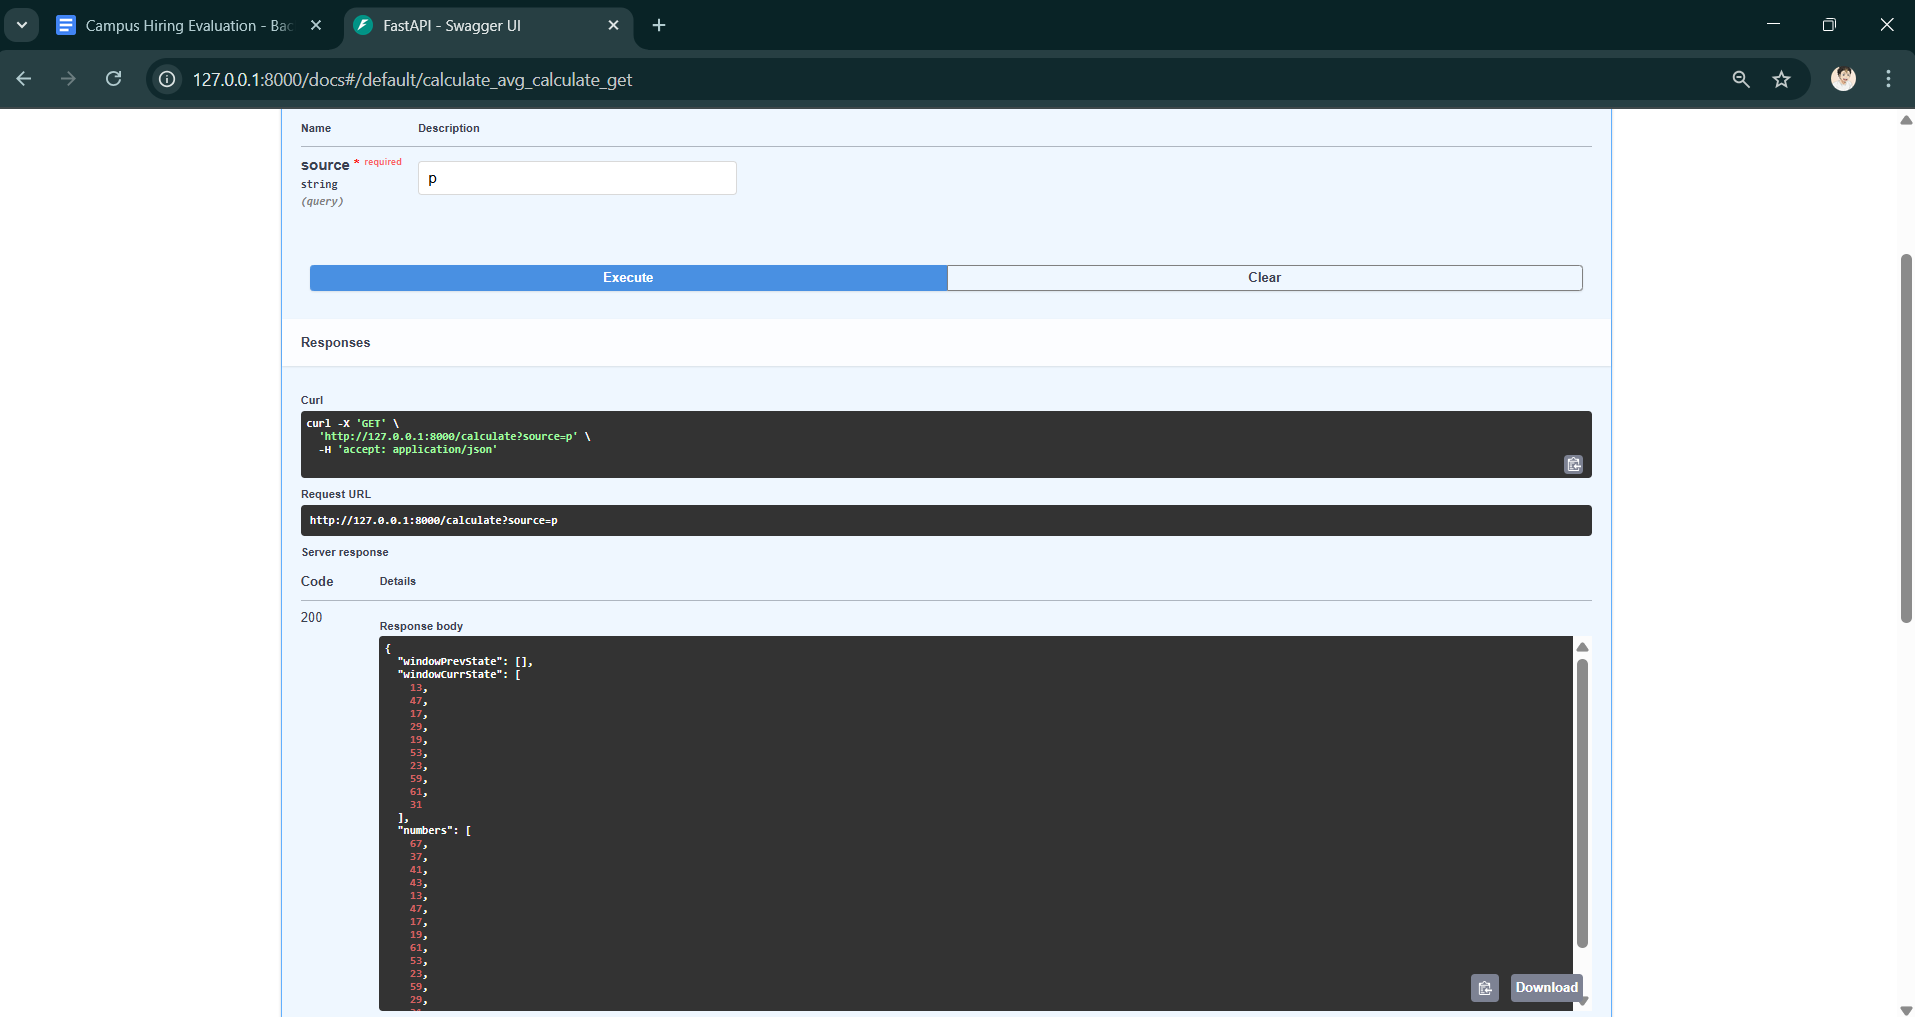 Campus Hiring Evaluation - Bac
FastAPI - Swagger UI
127.0.0.1:8000/docs#/default/calculate_avg_calculate_get
Name Description
source * required
string
(query)
p
Execute Clear
Responses
Curl
curl -X 'GET' \
'http://127.0.0.1:8000/calculate?source=p' \
-H 'accept: application/json'
Request URL
http://127.0.0.1:8000/calculate?source=p
Server response
Code Details
200
Response body
{
"windowPrevState": [],
"windowCurrState": [
13,
47,
17,
29,
19,
53,
23,
59,
61,
31
],
"numbers": [
67,
37,
41,
43,
13,
47,
17,
19,
61,
53,
23,
59,
29,
Download